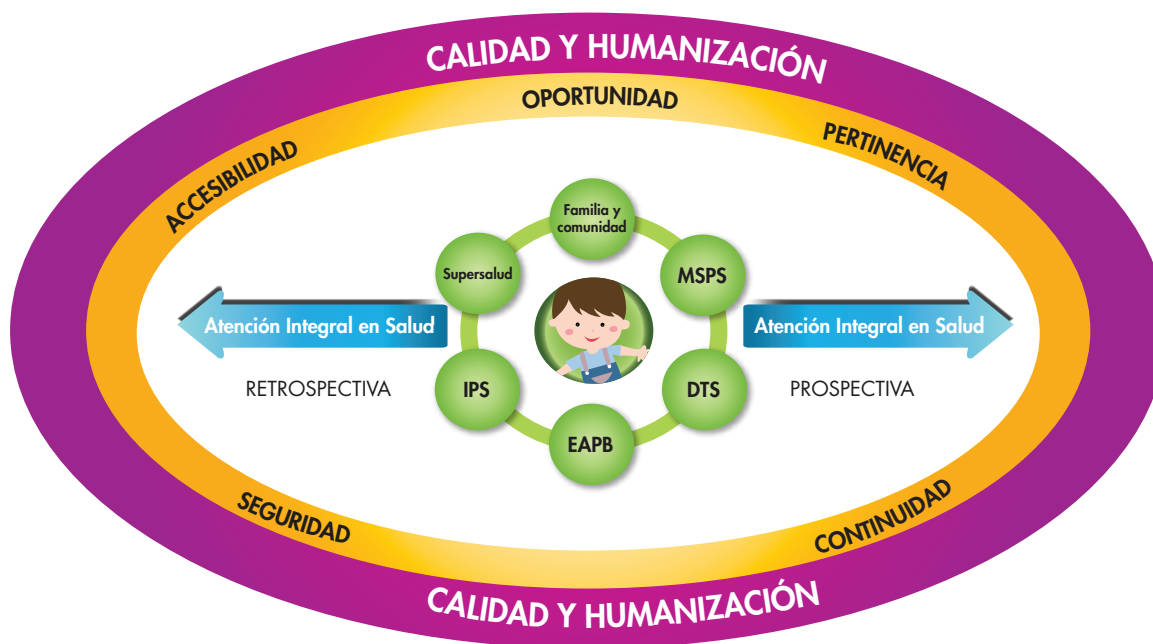 CALIDAD Y HUMANIZACIÓN
OPORTUNIDAD
ACCESIBILIDAD
PERTINENCIA
Familia y
comunidad
Supersalud
MSPS
Atención Integral en Salud
Atención Integral en Salud
RETROSPECTIVA
IPS
DTS
PROSPECTIVA
EAPB
SEGURIDAD
CONTINUIDAD
CALIDAD Y HUMANIZACIÓN